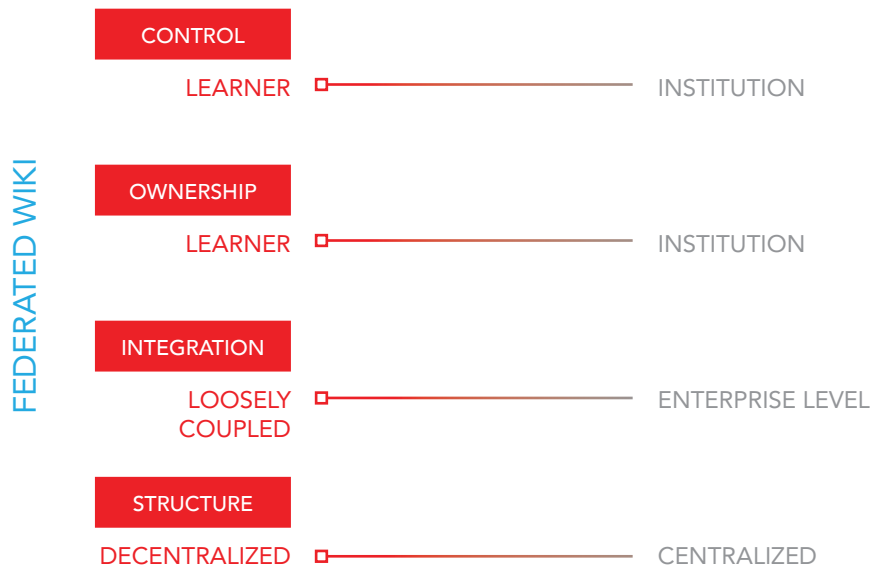 FEDERATED WIKI
CONTROL
LEARNER INSTITUTION
OWNERSHIP
LEARNER INSTITUTION
INTEGRATION
LOOSELY ENTERPRISE LEVEL
COUPLED
STRUCTURE
DECENTRALIZED CENTRALIZED